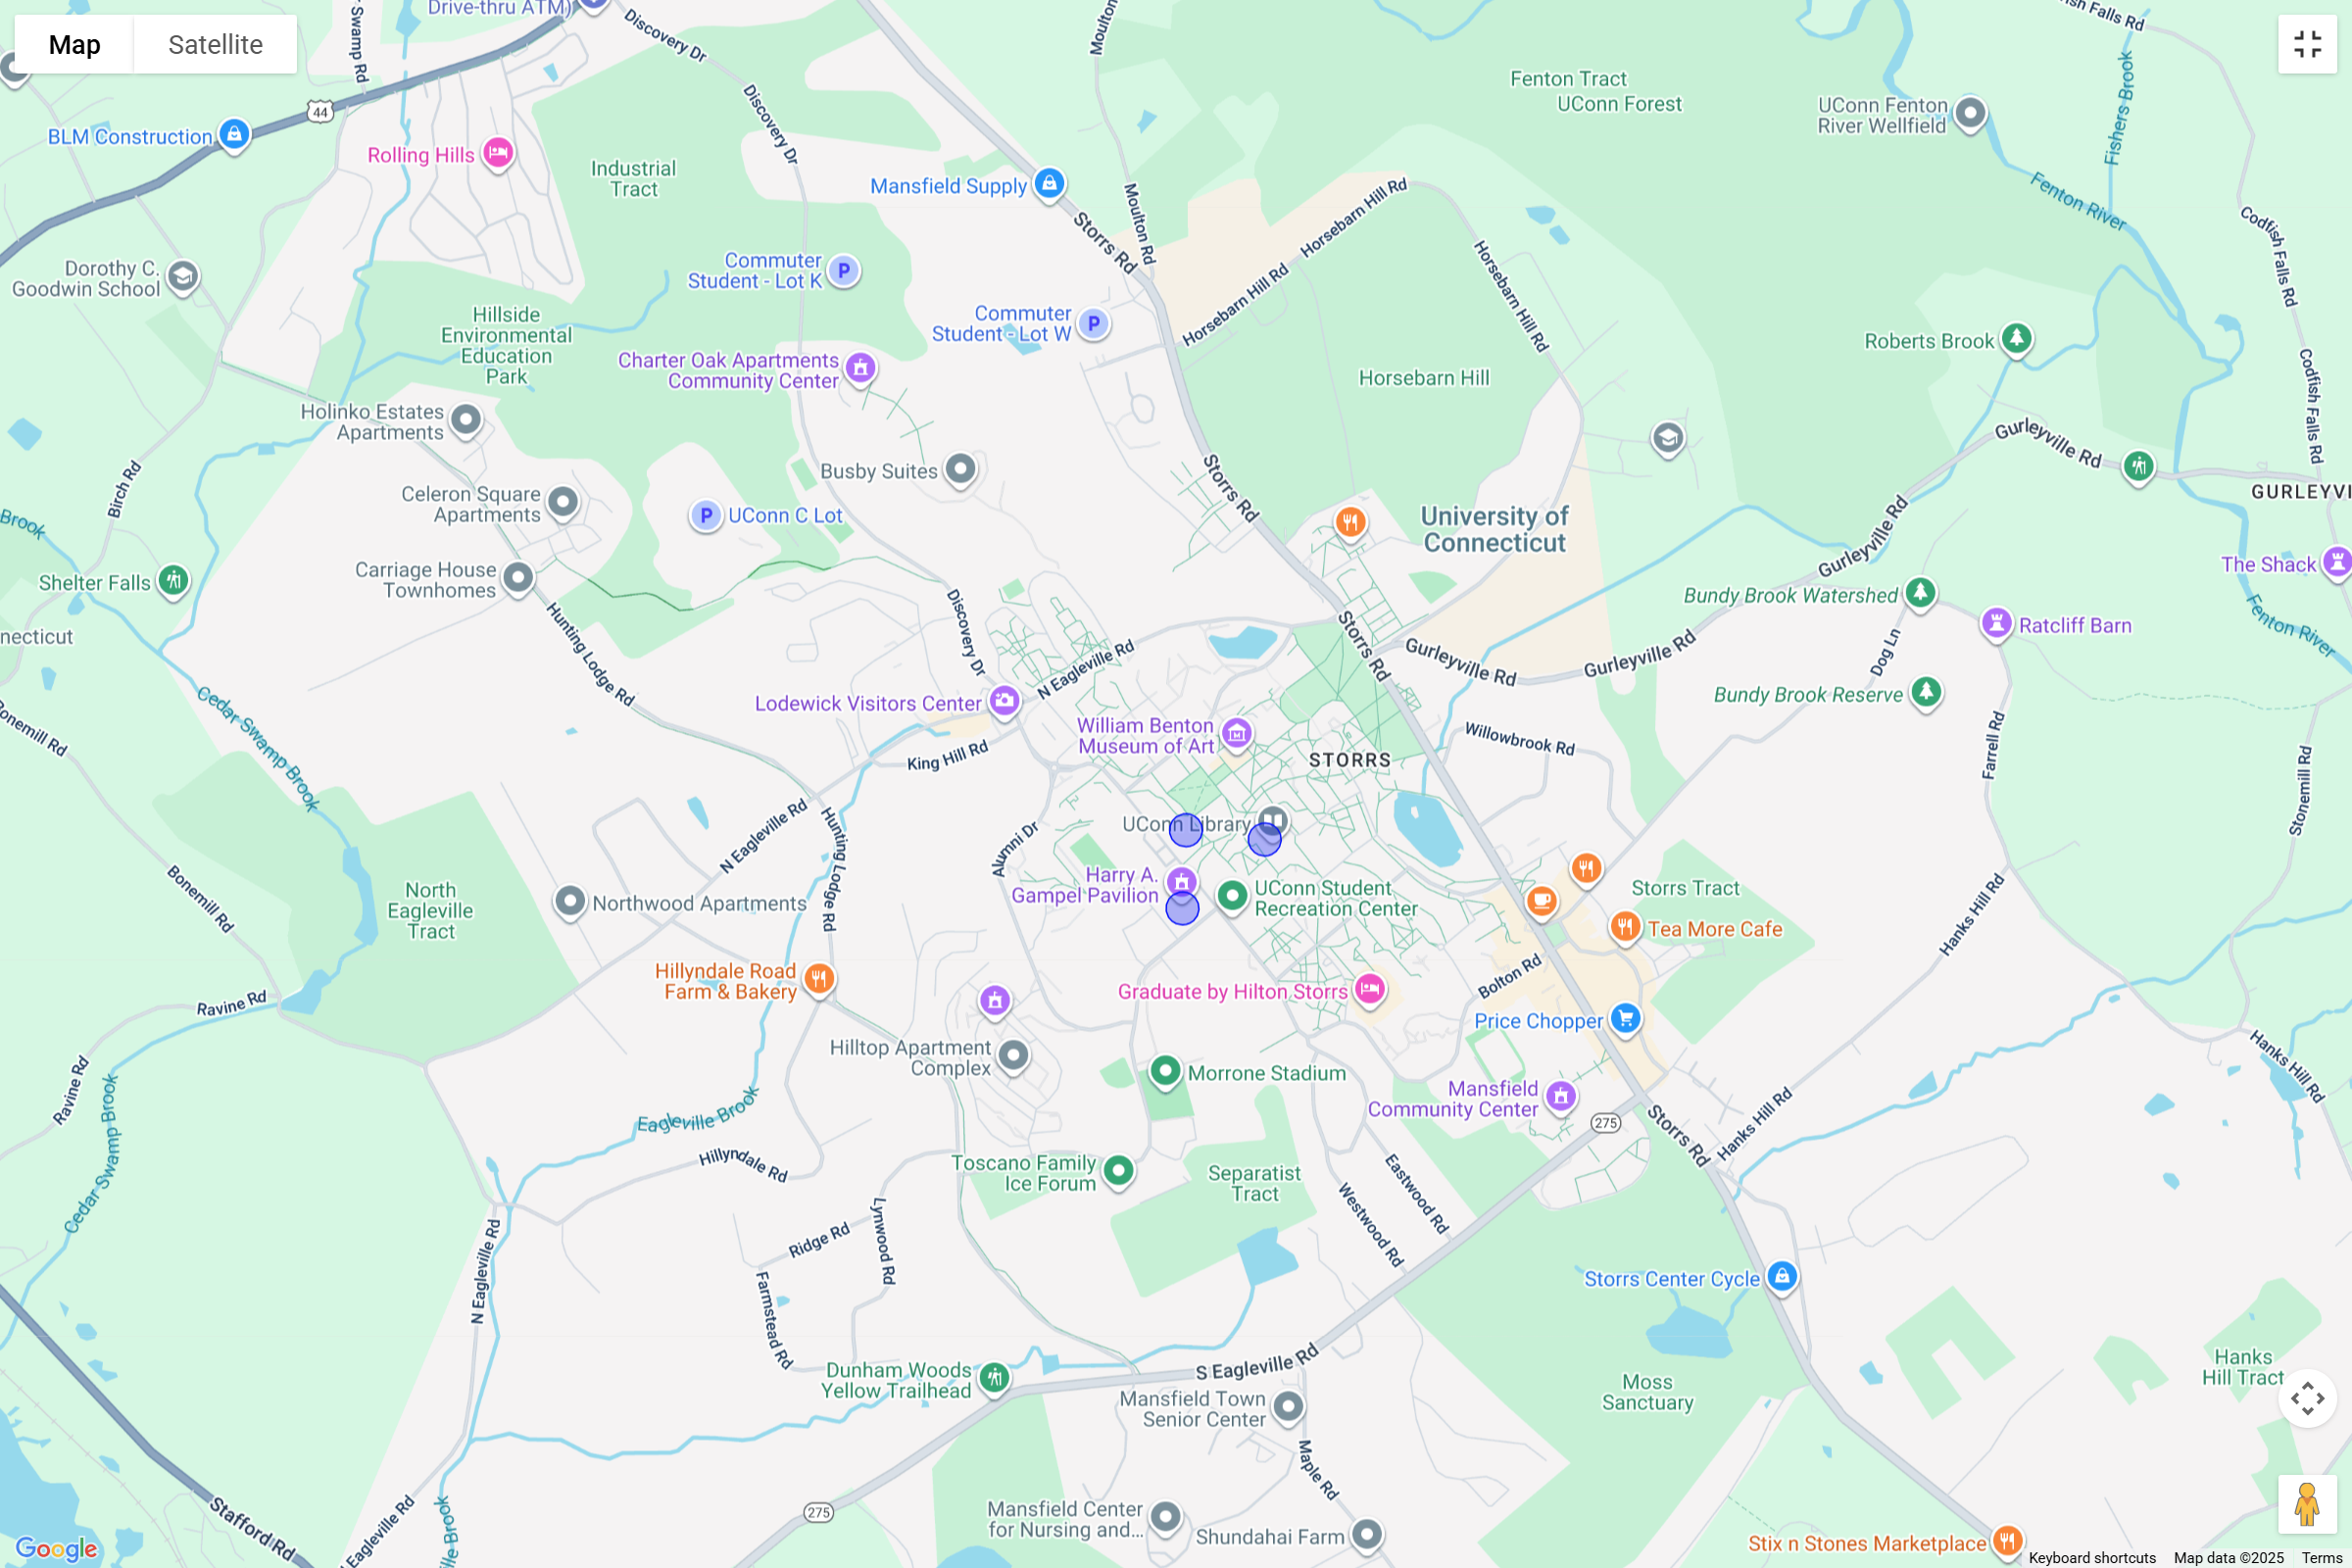 Map
Satellite
Drive-thru ATM)
Discovery Dr
Swamp Rd
44
BLM Construction
Rolling Hills
Industrial
Tract
Discovery Dr
Moulton
Mansfield Supply
Moulton Rd
Storrs Rd
Fenton Tract
UConn Forest
UConn Fenton
River Wellfield
Fishers Brook
Falls Rd
Fenton River
Codfish Falls Rd
Horsebarn Hill Rd
Horsebarn Hill Rd
Horsebarn Hill Rd
Dorothy C.
Goodwin School
Commuter
Student - Lot K
Commuter
Student - Lot W
Hillside
Environmental
Education
Park
Charter Oak Apartments
Community Center
Horsebarn Hill
Roberts Brook
Codfish Falls Rd
Holinko Estates
Apartments
Gurleyville Rd
Birch Rd
Busby Suites
Storrs Rd
Celeron Square
Apartments
UConn C Lot
University of
Connecticut
Gurleyville Rd
GURLEYVI
Brook
Shelter Falls
Carriage House
Townhomes
The Shack
Bundy Brook Watershed
Ratcliff Barn
Fenton River
necticut
Hunting Lodge Rd
Discovery Dr
N Eagleville Rd
Storrs Rd
Gurleyville Rd
Gurleyville Rd
Dog Ln
Bundy Brook Reserve
Lodewick Visitors Center
Cedar Swamp Brook
Bonemill Rd
William Benton
Museum of Art
STORRS
Willowbrook Rd
Farrell Rd
Stonemill Rd
King Hill Rd
N Eagleville Rd
Hunting Lodge Rd
Alumni Dr
UConn Library
Harry A.
Gampel Pavilion
UConn Student
Recreation Center
Storrs Tract
Tea More Cafe
Hanks Hill Rd
Bonemill Rd
North
Eagleville
Tract
Northwood Apartments
Hillyndale Road
Farm & Bakery
Graduate by Hilton Storrs
Bolton Rd
Price Chopper
Ravine Rd
Ravine Rd
Hilltop Apartment
Complex
Morrone Stadium
Mansfield
Community Center
275
Storrs Rd
Hanks Hill Rd
Hanks Hill Rd
Cedar Swamp Brook
Eagleville Brook
Hillyndale Rd
Toscano Family
Ice Forum
Separatist
Tract
Eastwood Rd
Westwood Rd
Lynwood Rd
Ridge Rd
N Eagleville Rd
Farmstead Rd
Storrs Center Cycle
Dunham Woods
Yellow Trailhead
S Eagleville Rd
Mansfield Town
Senior Center
Moss
Sanctuary
Hanks
Hill Tract
Maple Rd
275
Mansfield Center
for Nursing and...
Shundahai Farm
Stafford Rd
Eagleville Rd
ville Brook
Stix n Stones Marketplace
Google
Keyboard shortcuts
Map data ©2025
Terms